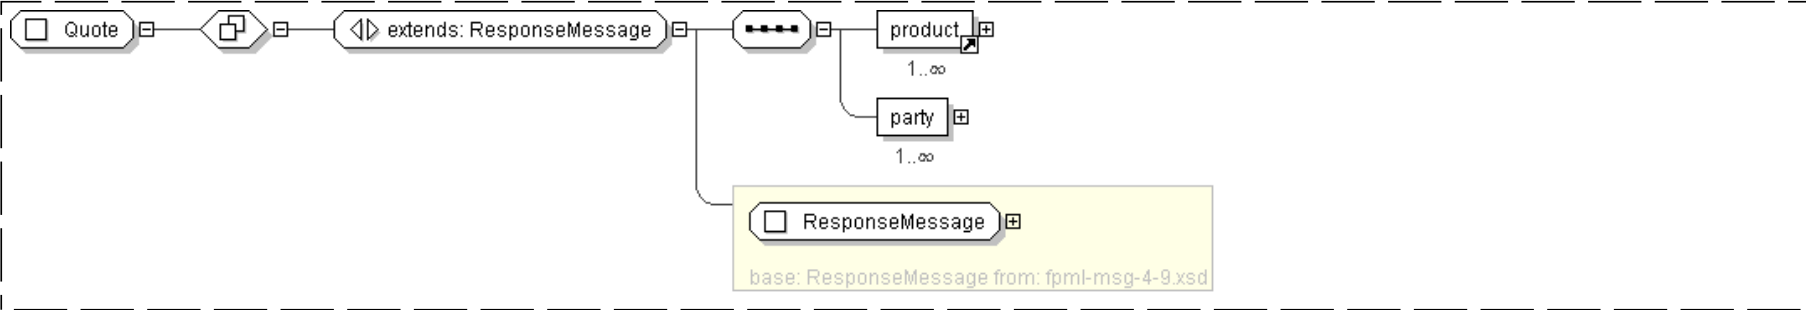 Quote
extends: ResponseMessage
product
1..∞
party
1..∞
ResponseMessage
base: ResponseMessage from: fpml-msg-4-9.xsd